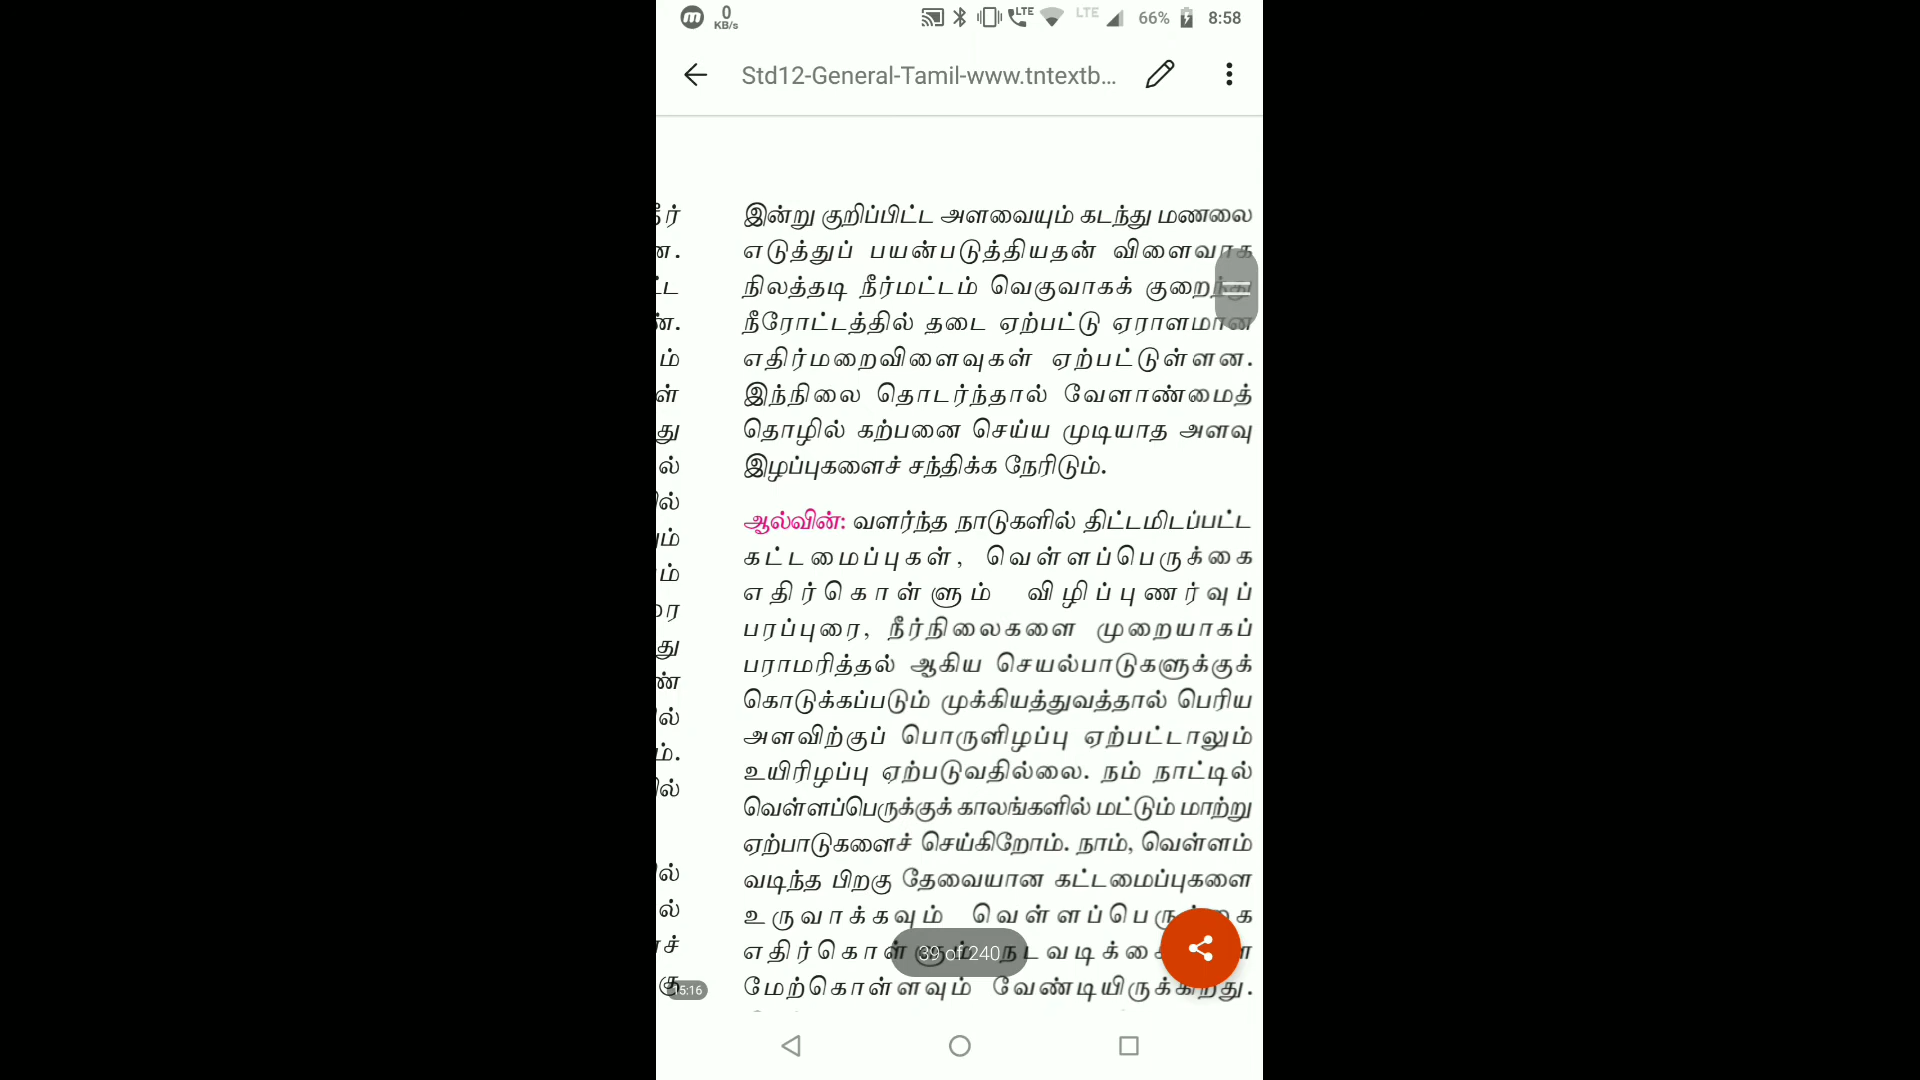 0
KB/s
LTE
LTE
66%
8:58
Std12-General-Tamil-www.tntextb...
இன்று குறிப்பிட்ட அளவையும் கடந்து மணலை
எடுத்துப் பயன்படுத்தியதன் விளைவாக
நிலத்தடி நீர்மட்டம் வெகுவாகக் குறைந்து
நீரோட்டத்தில் தடை ஏற்பட்டு ஏராளமான
எதிர்மறைவிளைவுகள் ஏற்பட்டுள்ளன.
இந்நிலை தொடர்ந்தால் வேளாண்மைத்
தொழில் கற்பனை செய்ய முடியாத அளவு
இழப்புகளைச் சந்திக்க நேரிடும்.
ஆல்வின்: வளர்ந்த நாடுகளில் திட்டமிடப்பட்ட
கட்டமைப்புகள், வெள்ளப்பெருக்கை
எதிர்கொள்ளும் விழிப்புணர்வுப்
பரப்புரை, நீர்நிலைகளை முறையாகப்
பராமரித்தல் ஆகிய செயல்பாடுகளுக்குக்
கொடுக்கப்படும் முக்கியத்துவத்தால் பெரிய
அளவிற்குப் பொருளிழப்பு ஏற்பட்டாலும்
உயிரிழப்பு ஏற்படுவதில்லை. நம் நாட்டில்
வெள்ளப்பெருக்குக் காலங்களில் மட்டும் மாற்று
ஏற்பாடுகளைச் செய்கிறோம். நாம், வெள்ளம்
வடிந்த பிறகு தேவையான கட்டமைப்புகளை
உருவாக்கவும் வெள்ளப்பெருக்கை
எதிர்கொள்ளும்
மேற்கொள்ளவும் வேண்டியிருக்கிறது.
39 of 240
15:16